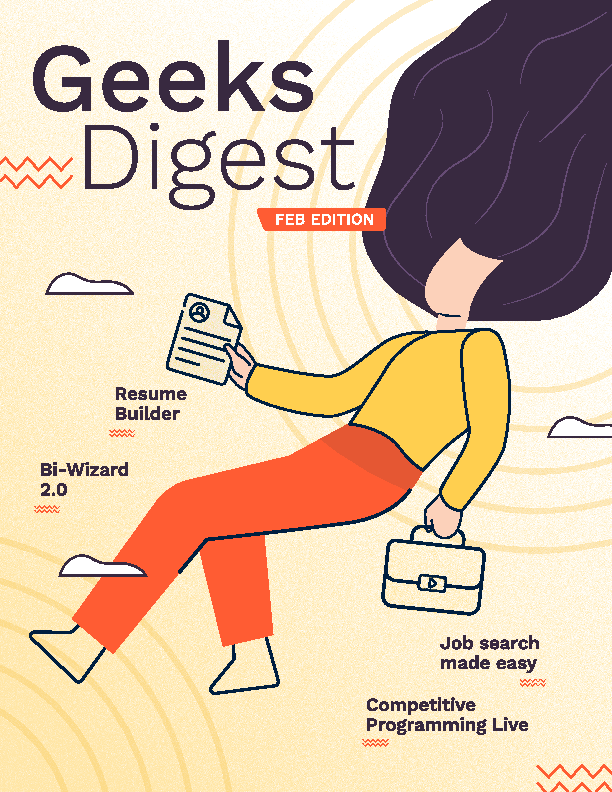 Geeks
Digest
FEB EDITION
Resume
Builder
Bi-Wizard
2.0
Job search
made easy
Competitive
Programming Live